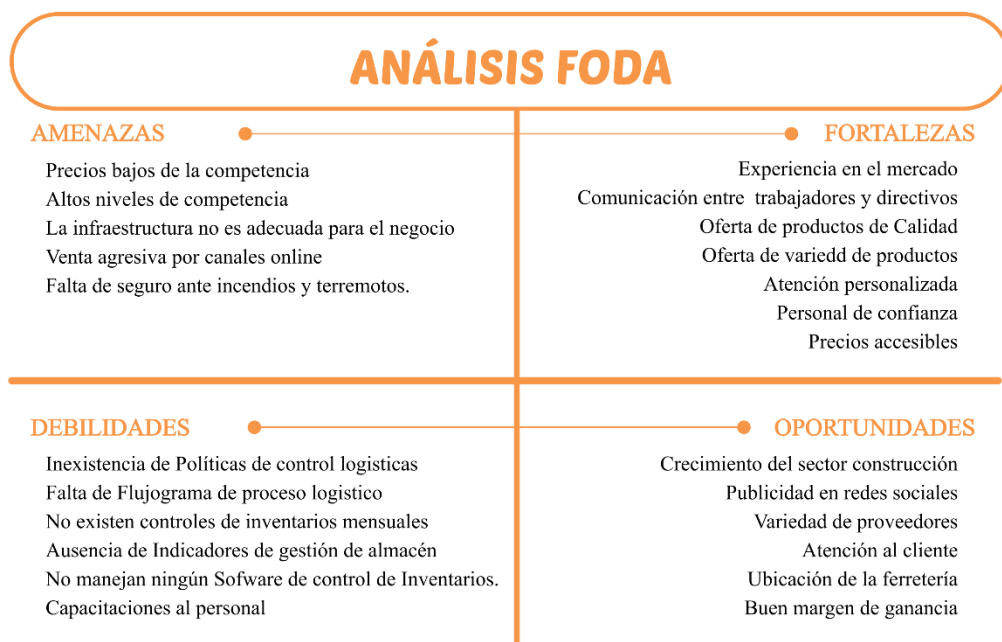 ANÁLISIS FODA
AMENAZAS
Precios bajos de la competencia
Altos niveles de competencia
La infraestructura no es adecuada para el negocio
Venta agresiva por canales online
Falta de seguro ante incendios y terremotos.
FORTALEZAS
Experiencia en el mercado
Comunicación entre trabajadores y directivos
Oferta de productos de Calidad
Oferta de variedd de productos
Atención personalizada
Personal de confianza
Precios accesibles
DEBILIDADES
Inexistencia de Políticas de control logisticas
Falta de Flujograma de proceso logistico
No existen controles de inventarios mensuales
Ausencia de Indicadores de gestión de almacén
No manejan ningún Sofware de control de Inventarios.
Capacitaciones al personal
OPORTUNIDADES
Crecimiento del sector construcción
Publicidad en redes sociales
Variedad de proveedores
Atención al cliente
Ubicación de la ferretería
Buen margen de ganancia